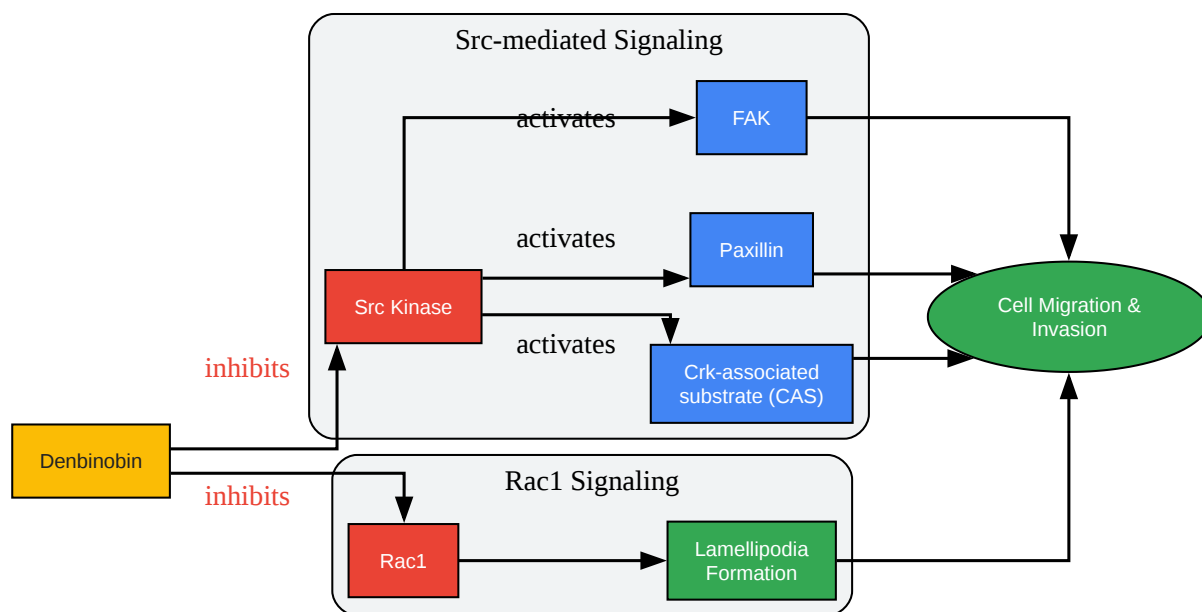 Src-mediated Signaling
activates
FAK
activates
Paxillin
Src Kinase
activates
Crk-associated
substrate (CAS)
Cell Migration &
Invasion
inhibits
Denbinobin
inhibits
Rac1 Signaling
Rac1
Lamellipodia
Formation